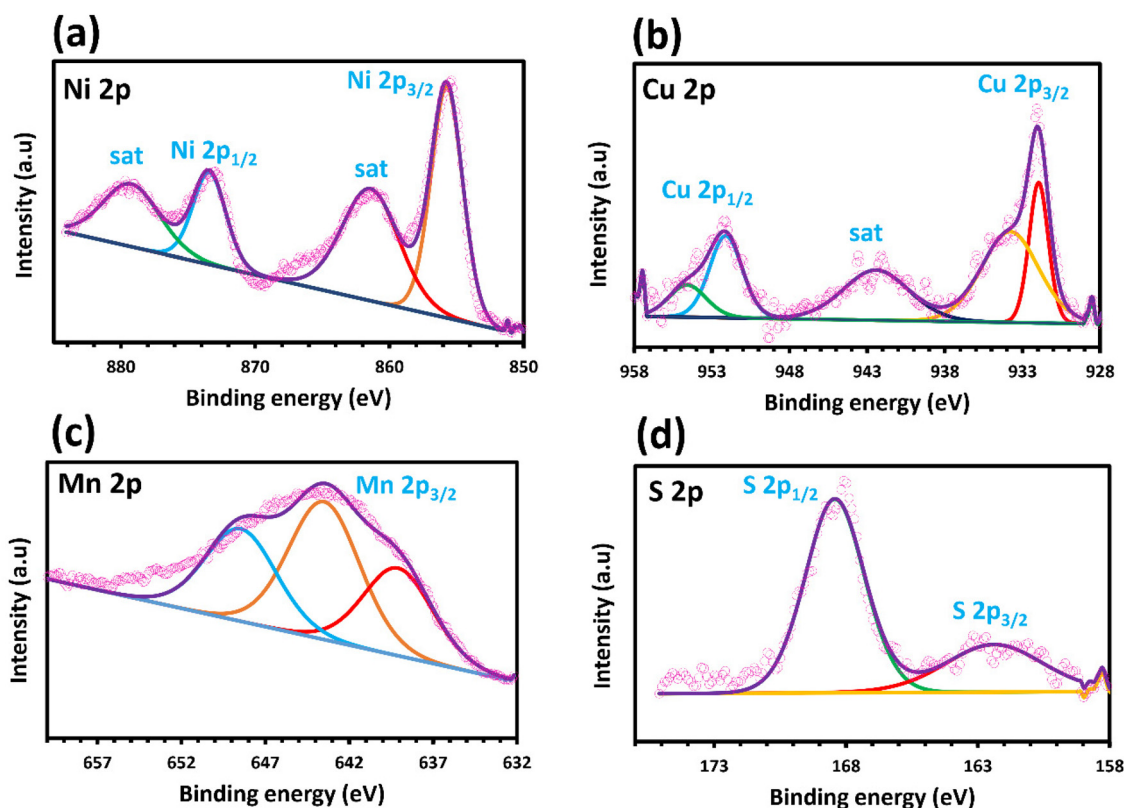 (a)
Ni 2p
Ni 2p3/2
sat
Ni 2p1/2
sat
Intensity (a.u)
880 870 860 850
Binding energy (eV)
(b)
Cu 2p
Cu 2p3/2
Cu 2p1/2
sat
Intensity (a.u)
958 953 948 943 938 933 928
Binding energy (eV)
(c)
Mn 2p
Mn 2p3/2
Intensity (a.u)
657 652 647 642 637 632
Binding energy (eV)
(d)
S 2p
S 2p1/2
S 2p3/2
Intensity (a.u)
173 168 163 158
Binding energy (eV)